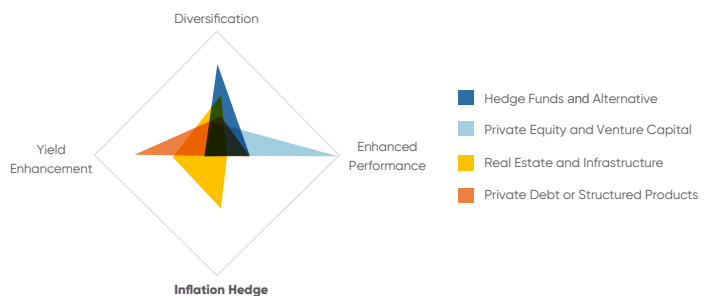 Diversification
Yield
Enhancement
Enhanced
Performance
Inflation Hedge
Hedge Funds and Alternative
Private Equity and Venture Capital
Real Estate and Infrastructure
Private Debt or Structured Products